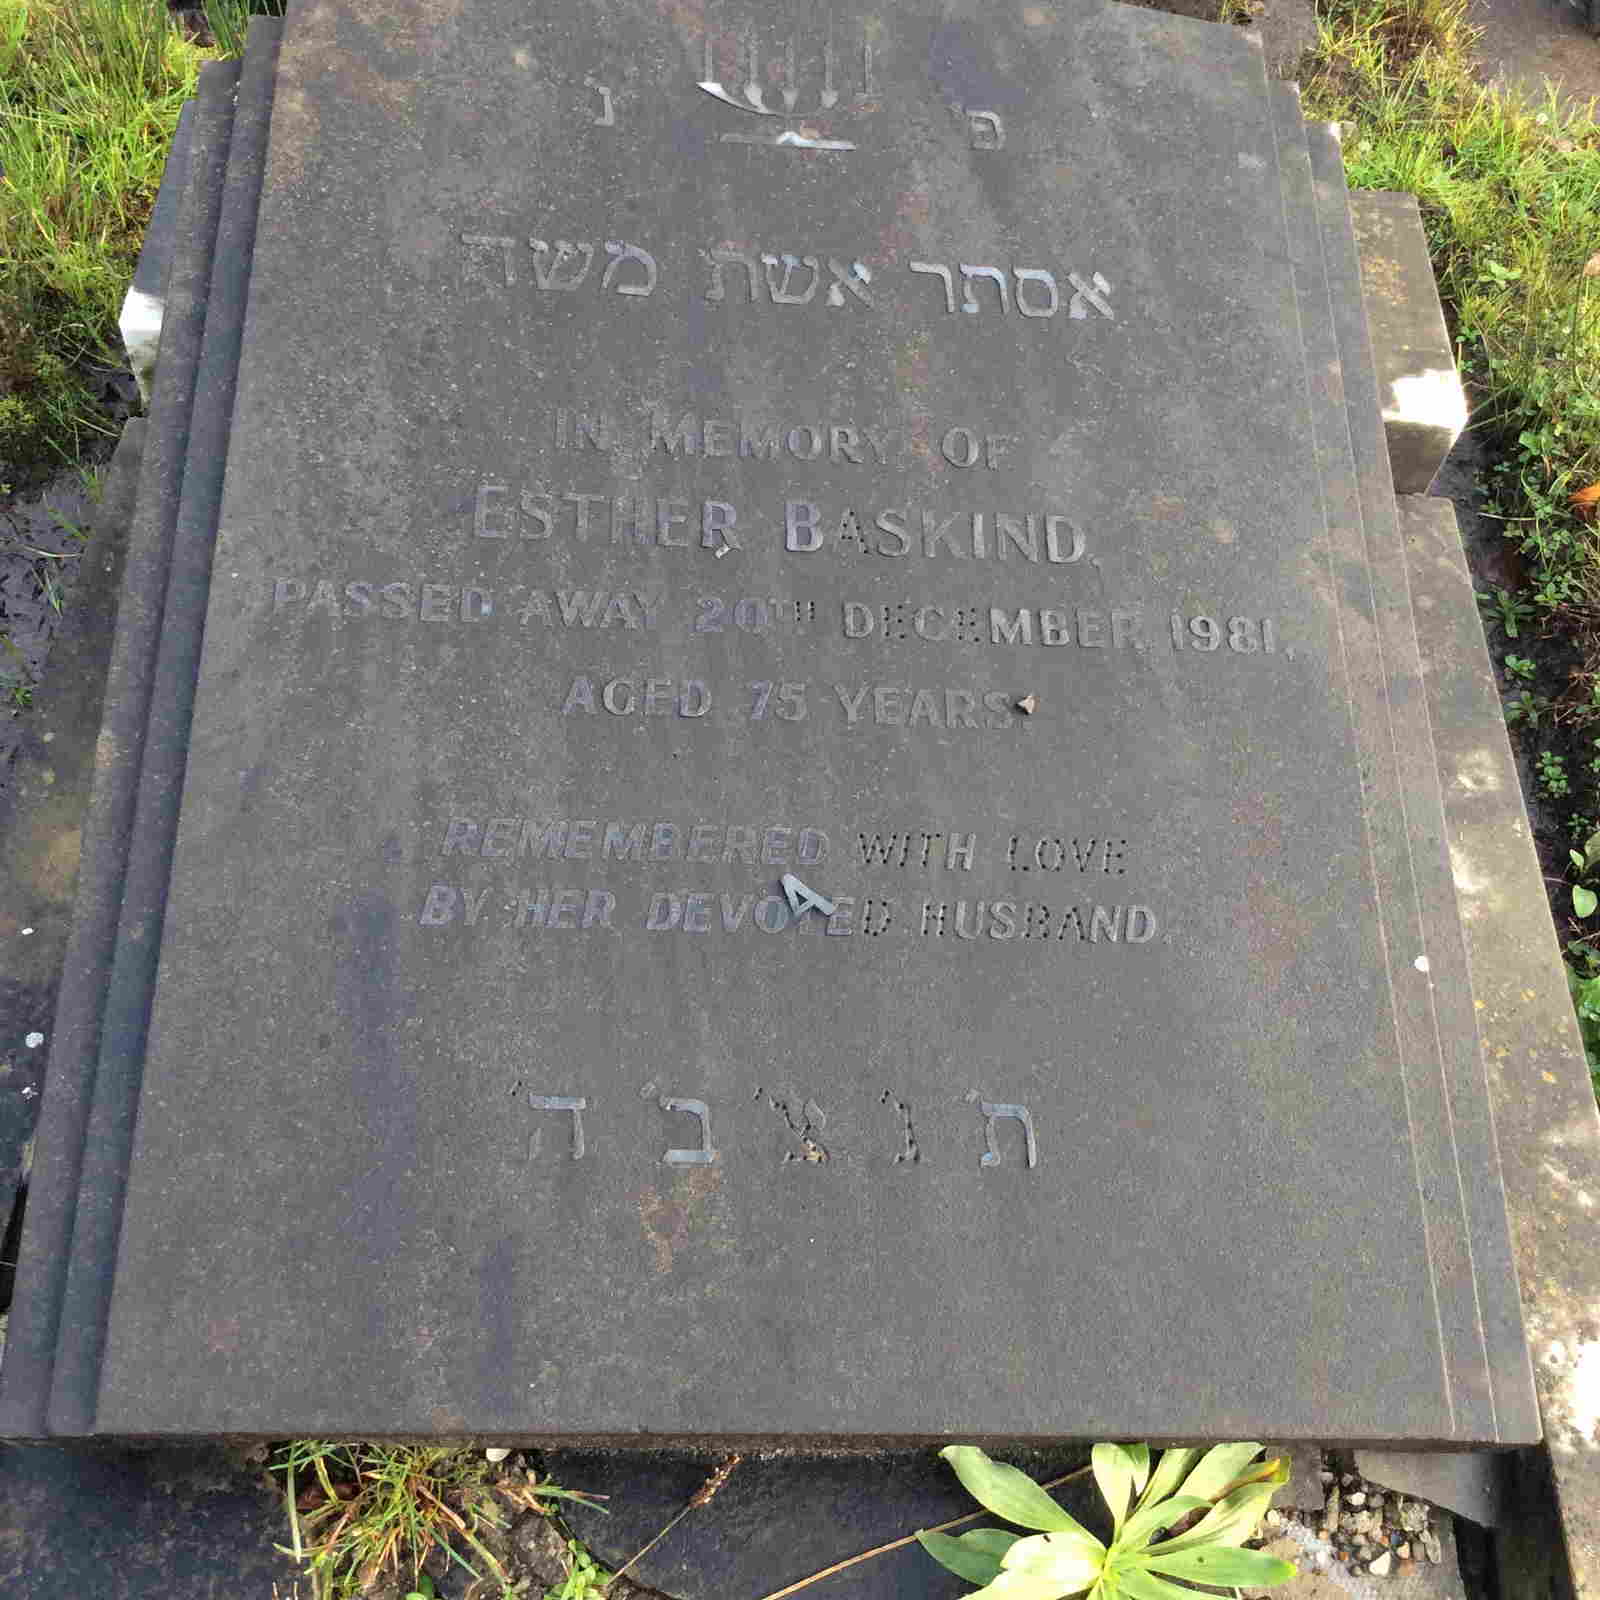 פ נ
אסתר אשת משה
IN MEMORY OF
ESTHER BASKIND.
PASSED AWAY 20TH DECEMBER 1981,
AGED 75 YEARS.
REMEMBERED WITH LOVE
BY HER DEVOTED HUSBAND.
ת' נ' צ' ב' ה'